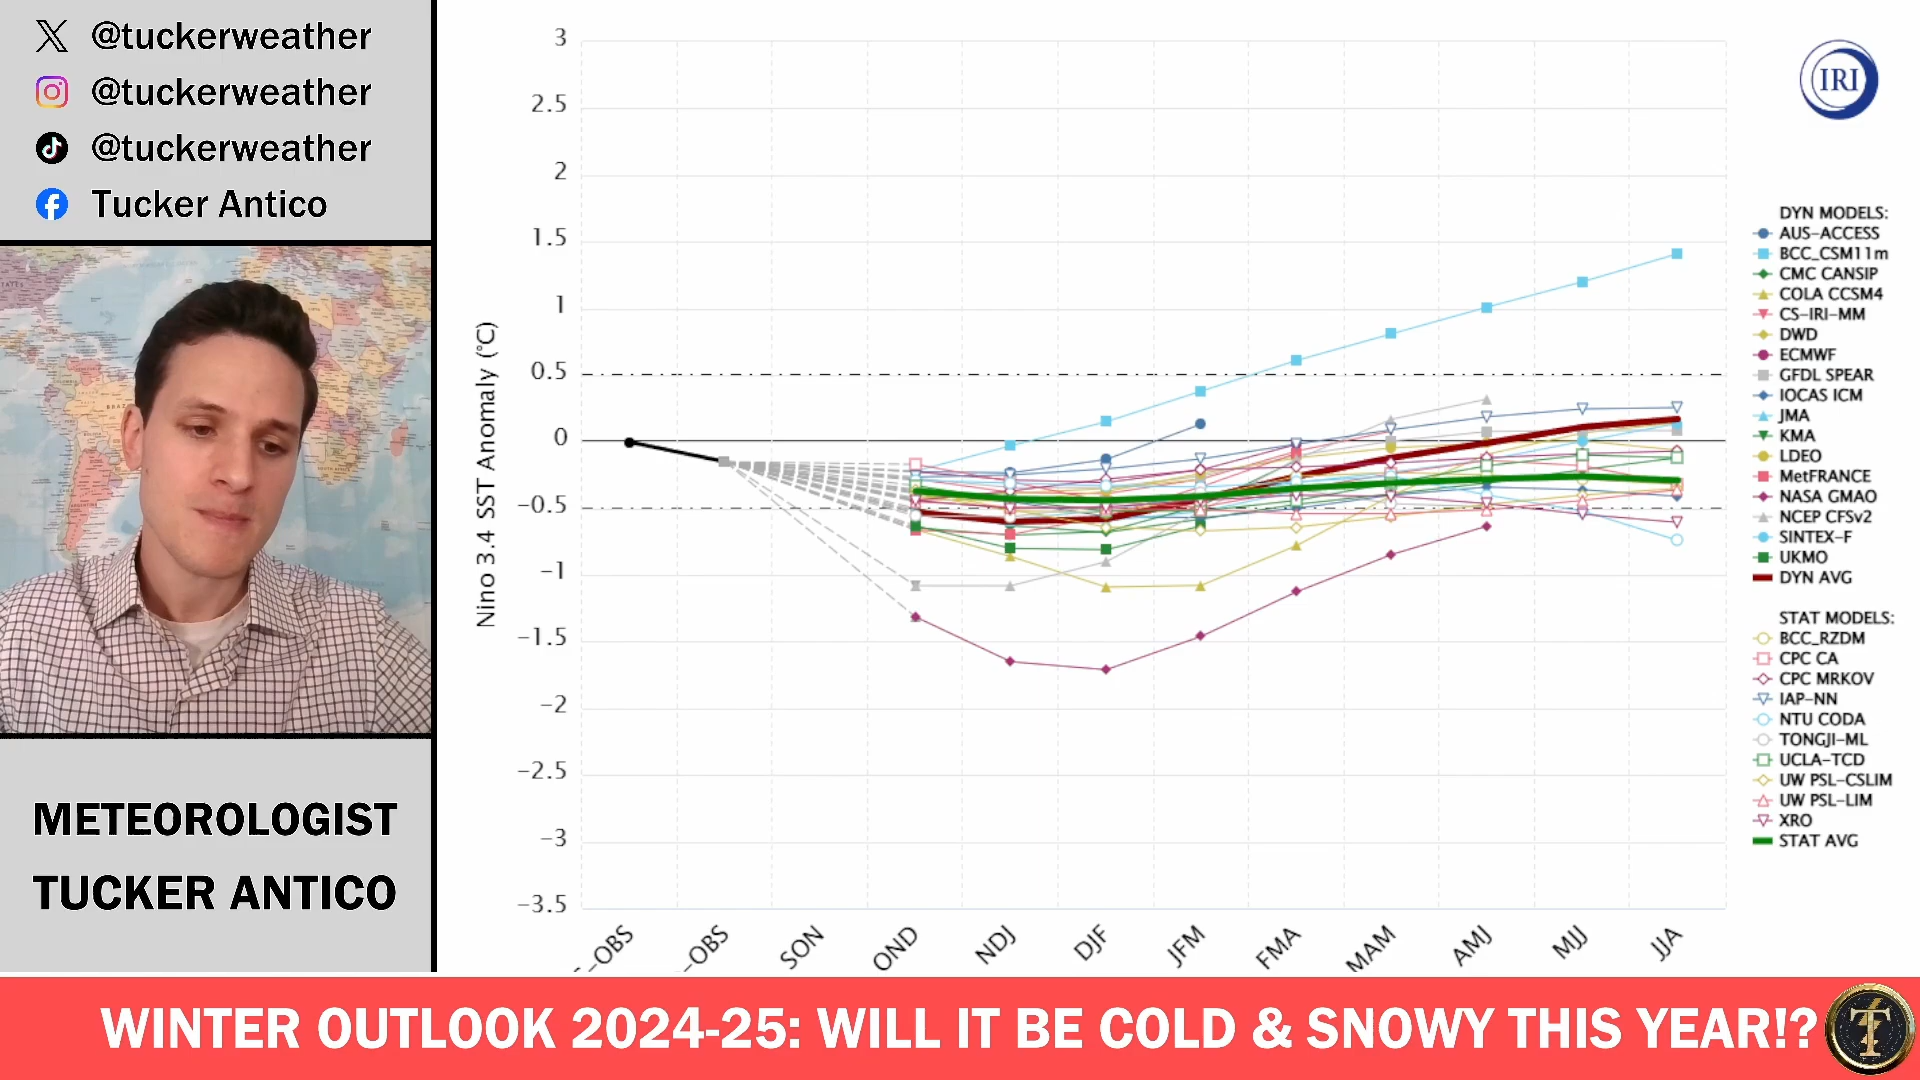 @tuckerweather
@tuckerweather
@tuckerweather
Tucker Antico
METEOROLOGIST
TUCKER ANTICO
3
2.5
2
1.5
1
0.5
0
−0.5
−1
−1.5
−2
−2.5
−3
−3.5
Nino 3.4 SST Anomaly (°C)
-OBS
-OBS
SON
OND
NDJ
DJF
JFM
FMA
MAM
AMJ
MJJ
JJA
IRI
DYN MODELS:
AUS-ACCESS
BCC_CSM11m
CMC CANSIP
COLA CCSM4
CS-IRI-MM
DWD
ECMWF
GFDL SPEAR
IOCAS ICM
JMA
KMA
LDEO
MetFRANCE
NASA GMAO
NCEP CFSv2
SINTEX-F
UKMO
DYN AVG
STAT MODELS:
BCC_RZDM
CPC CA
CPC MRKOV
IAP-NN
NTU CODA
TONGJI-ML
UCLA-TCD
UW PSL-CSLIM
UW PSL-LIM
XRO
STAT AVG
WINTER OUTLOOK 2024-25: WILL IT BE COLD & SNOWY THIS YEAR!?